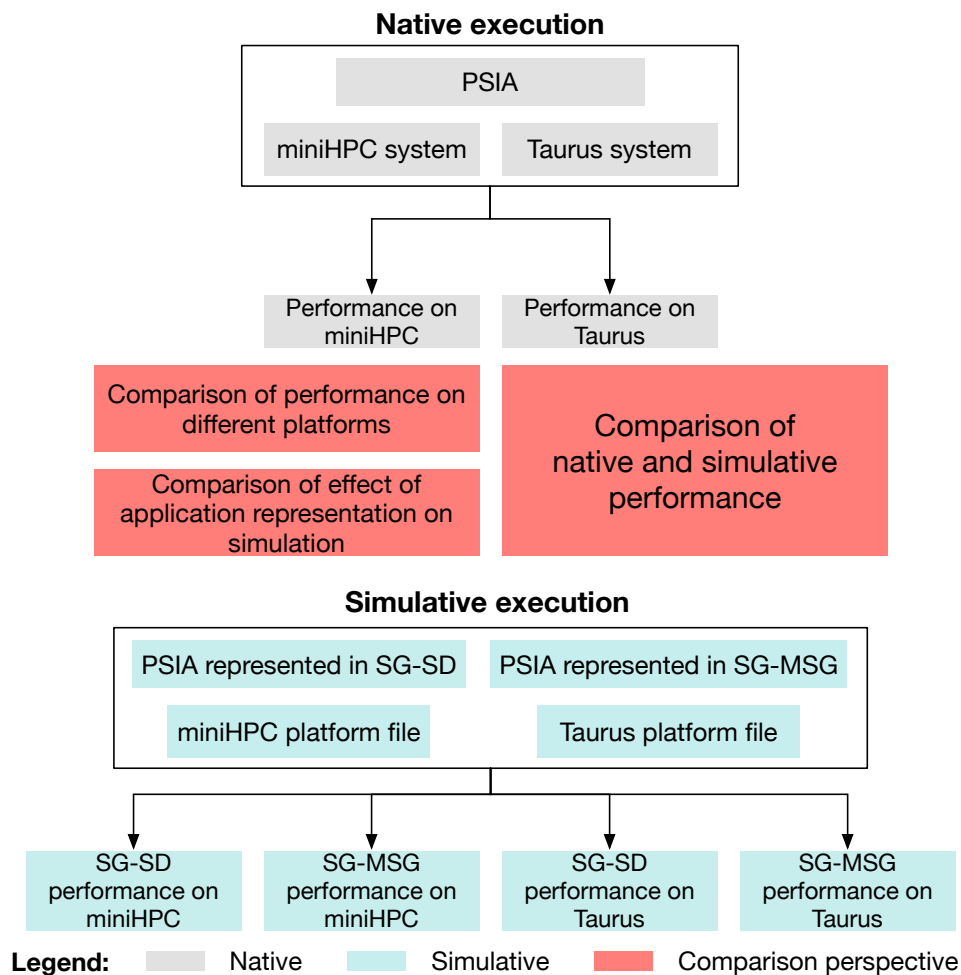 Native execution
PSIA
miniHPC system
Taurus system
Performance on
miniHPC
Performance on
Taurus
Comparison of performance on
different platforms
Comparison of effect of
application representation on
simulation
Comparison of
native and simulative
performance
Simulative execution
PSIA represented in SG-SD
PSIA represented in SG-MSG
miniHPC platform file
Taurus platform file
SG-SD
performance on
miniHPC
SG-MSG
performance on
miniHPC
SG-SD
performance on
Taurus
SG-MSG
performance on
Taurus
Legend: Native Simulative Comparison perspective